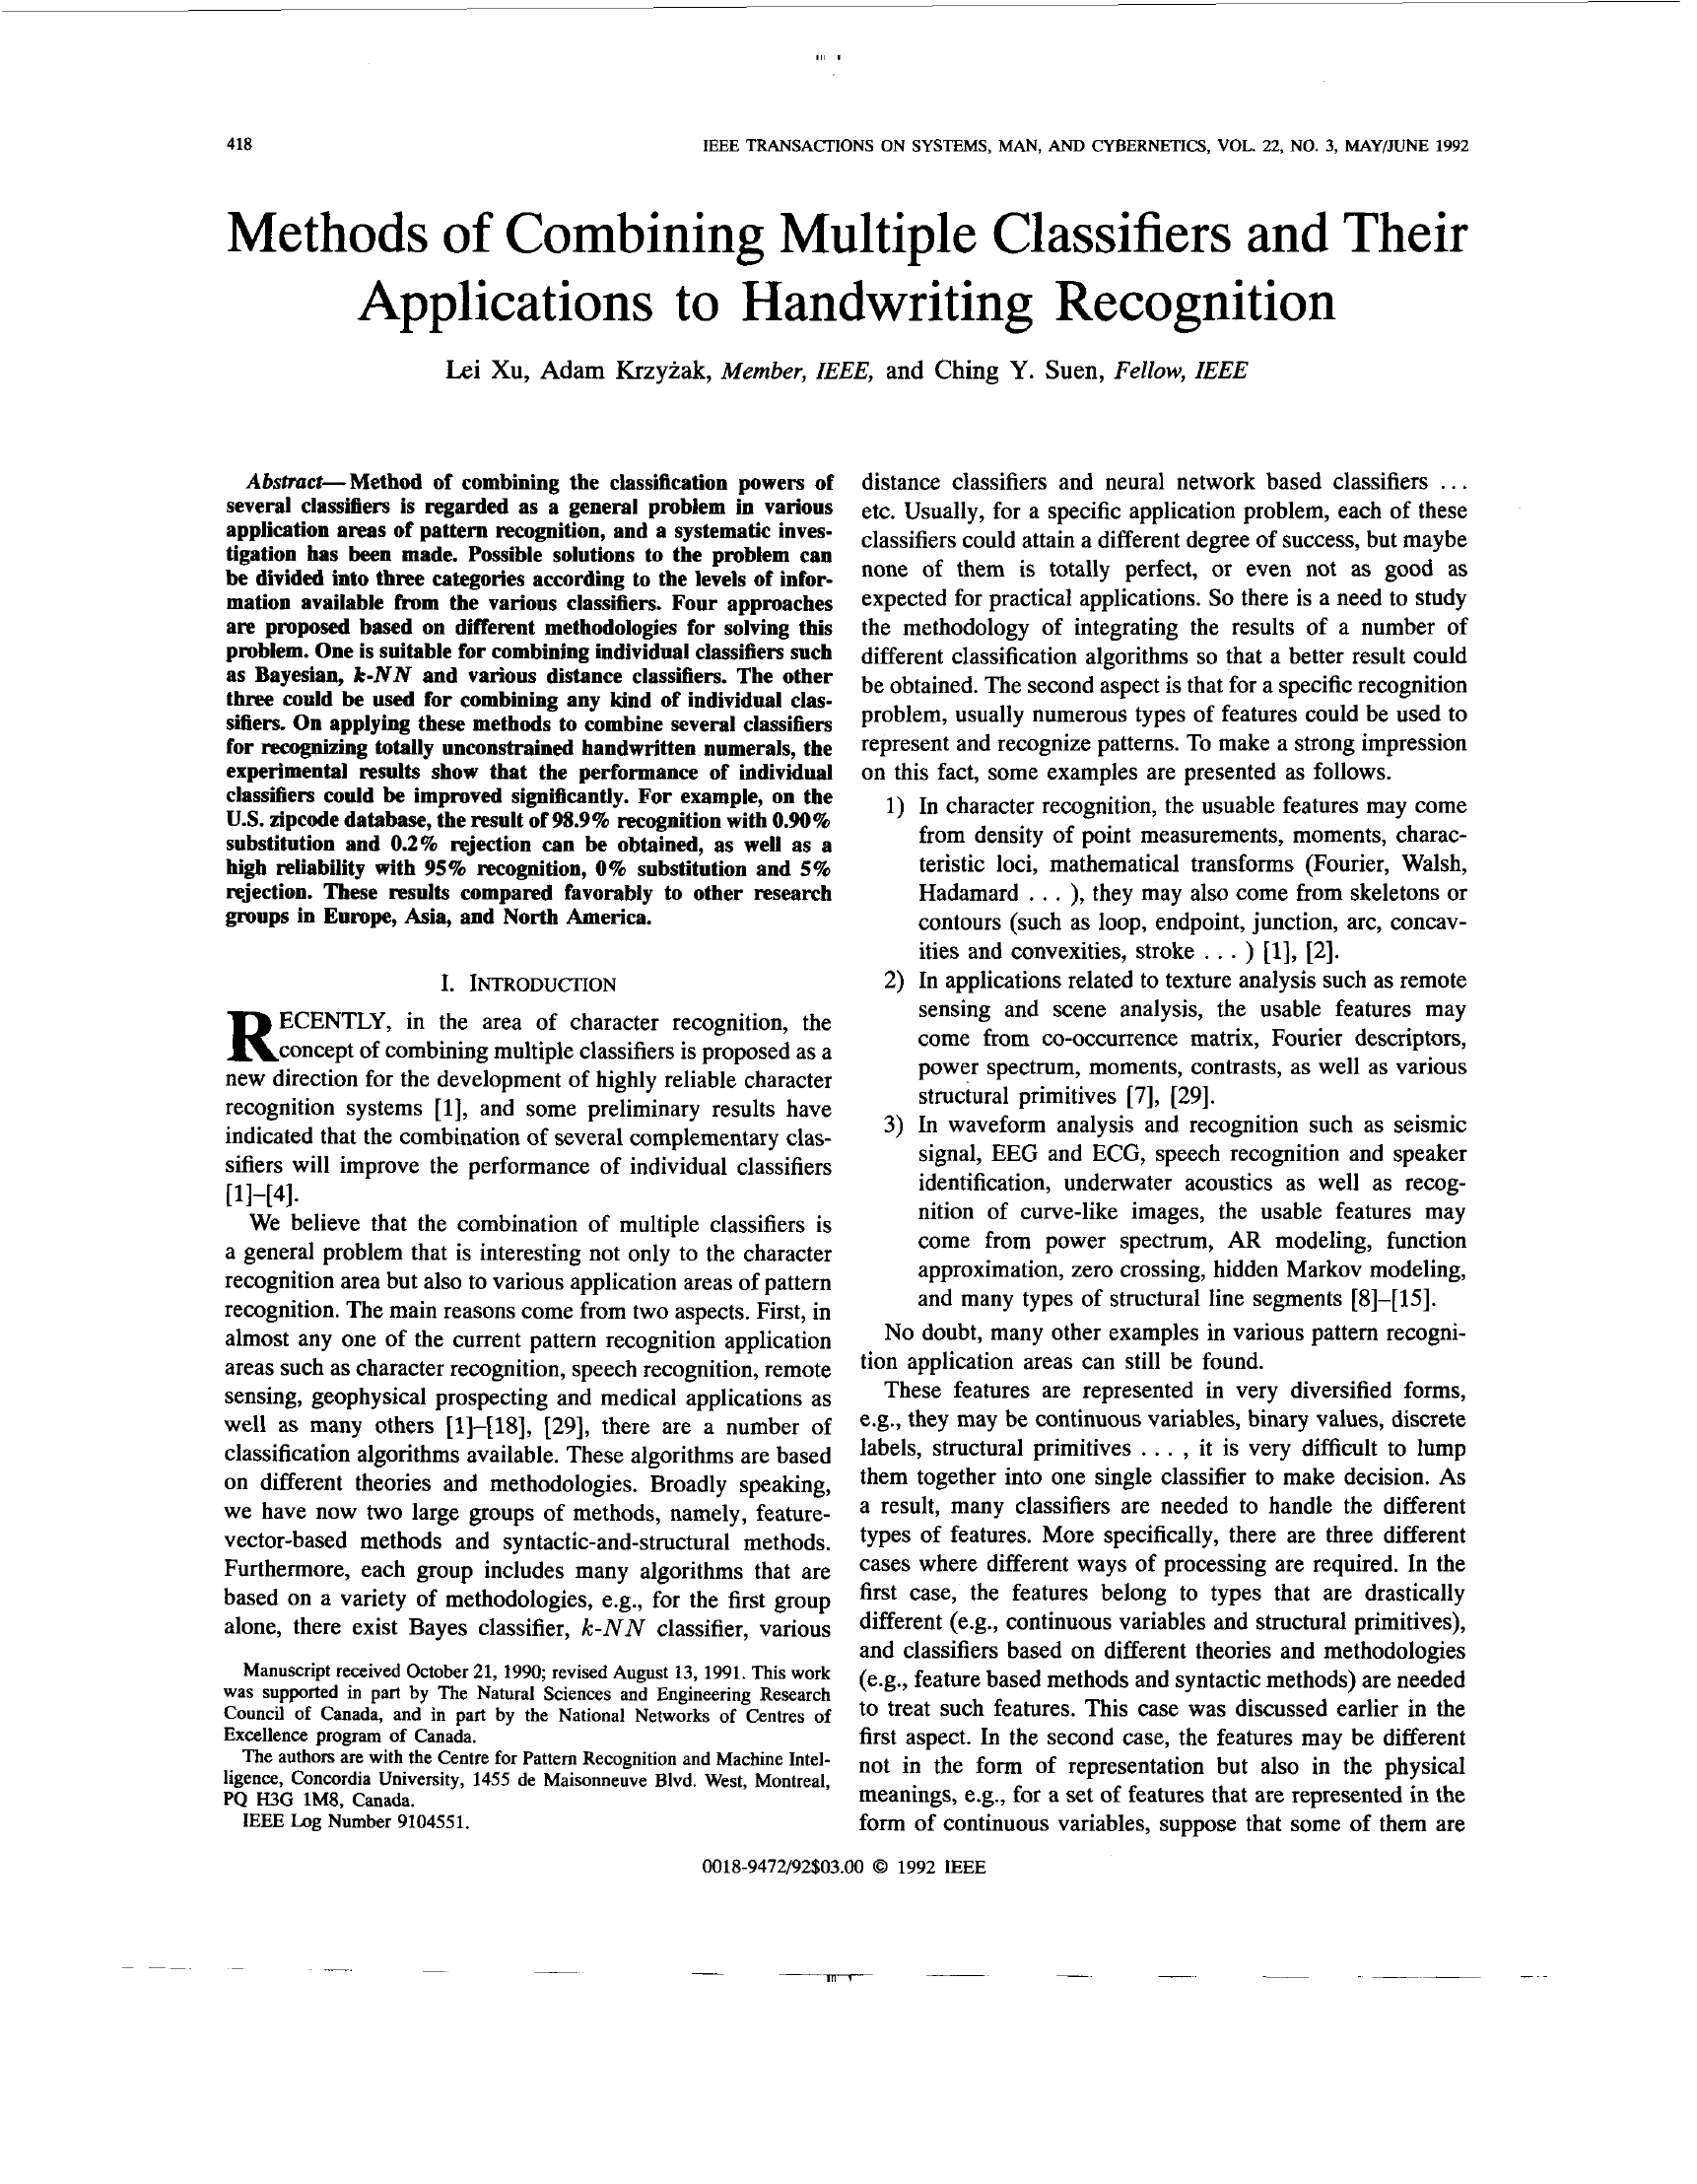 418
IEEE TRANSACTIONS ON SYSTEMS, MAN, AND CYBERNETICS, VOL. 22, NO. 3, MAY/JUNE 1992
Methods of Combining Multiple Classifiers and Their
Applications to Handwriting Recognition
Lei Xu, Adam Krzyżak, Member, IEEE, and Ching Y. Suen, Fellow, IEEE
Abstract—Method of combining the classification powers of
several classifiers is regarded as a general problem in various
application areas of pattern recognition, and a systematic inves-
tigation has been made. Possible solutions to the problem can
be divided into three categories according to the levels of infor-
mation available from the various classifiers. Four approaches
are proposed based on different methodologies for solving this
problem. One is suitable for combining individual classifiers such
as Bayesian, k-NN and various distance classifiers. The other
three could be used for combining any kind of individual clas-
sifiers. On applying these methods to combine several classifiers
for recognizing totally unconstrained handwritten numerals, the
experimental results show that the performance of individual
classifiers could be improved significantly. For example, on the
U.S. zipcode database, the result of 98.9% recognition with 0.90%
substitution and 0.2% rejection can be obtained, as well as a
high reliability with 95% recognition, 0% substitution and 5%
rejection. These results compared favorably to other research
groups in Europe, Asia, and North America.
I. INTRODUCTION
RECENTLY, in the area of character recognition, the
concept of combining multiple classifiers is proposed as a
new direction for the development of highly reliable character
recognition systems [1], and some preliminary results have
indicated that the combination of several complementary clas-
sifiers will improve the performance of individual classifiers
[1]–[4].
We believe that the combination of multiple classifiers is
a general problem that is interesting not only to the character
recognition area but also to various application areas of pattern
recognition. The main reasons come from two aspects. First, in
almost any one of the current pattern recognition application
areas such as character recognition, speech recognition, remote
sensing, geophysical prospecting and medical applications as
well as many others [1]–[18], [29], there are a number of
classification algorithms available. These algorithms are based
on different theories and methodologies. Broadly speaking,
we have now two large groups of methods, namely, feature-
vector-based methods and syntactic-and-structural methods.
Furthermore, each group includes many algorithms that are
based on a variety of methodologies, e.g., for the first group
alone, there exist Bayes classifier, k-NN classifier, various
Manuscript received October 21, 1990; revised August 13, 1991. This work
was supported in part by The Natural Sciences and Engineering Research
Council of Canada, and in part by the National Networks of Centres of
Excellence program of Canada.
The authors are with the Centre for Pattern Recognition and Machine Intel-
ligence, Concordia University, 1455 de Maisonneuve Blvd. West, Montreal,
PQ H3G 1M8, Canada.
IEEE Log Number 9104551.
distance classifiers and neural network based classifiers ...
etc. Usually, for a specific application problem, each of these
classifiers could attain a different degree of success, but maybe
none of them is totally perfect, or even not as good as
expected for practical applications. So there is a need to study
the methodology of integrating the results of a number of
different classification algorithms so that a better result could
be obtained. The second aspect is that for a specific recognition
problem, usually numerous types of features could be used to
represent and recognize patterns. To make a strong impression
on this fact, some examples are presented as follows.
1) In character recognition, the usuable features may come
from density of point measurements, moments, charac-
teristic loci, mathematical transforms (Fourier, Walsh,
Hadamard ... ), they may also come from skeletons or
contours (such as loop, endpoint, junction, arc, concav-
ities and convexities, stroke ... ) [1], [2].
2) In applications related to texture analysis such as remote
sensing and scene analysis, the usable features may
come from co-occurrence matrix, Fourier descriptors,
power spectrum, moments, contrasts, as well as various
structural primitives [7], [29].
3) In waveform analysis and recognition such as seismic
signal, EEG and ECG, speech recognition and speaker
identification, underwater acoustics as well as recog-
nition of curve-like images, the usable features may
come from power spectrum, AR modeling, function
approximation, zero crossing, hidden Markov modeling,
and many types of structural line segments [8]–[15].
No doubt, many other examples in various pattern recogni-
tion application areas can still be found.
These features are represented in very diversified forms,
e.g., they may be continuous variables, binary values, discrete
labels, structural primitives ... , it is very difficult to lump
them together into one single classifier to make decision. As
a result, many classifiers are needed to handle the different
types of features. More specifically, there are three different
cases where different ways of processing are required. In the
first case, the features belong to types that are drastically
different (e.g., continuous variables and structural primitives),
and classifiers based on different theories and methodologies
(e.g., feature based methods and syntactic methods) are needed
to treat such features. This case was discussed earlier in the
first aspect. In the second case, the features may be different
not in the form of representation but also in the physical
meanings, e.g., for a set of features that are represented in the
form of continuous variables, suppose that some of them are
0018-9472/92$03.00 © 1992 IEEE